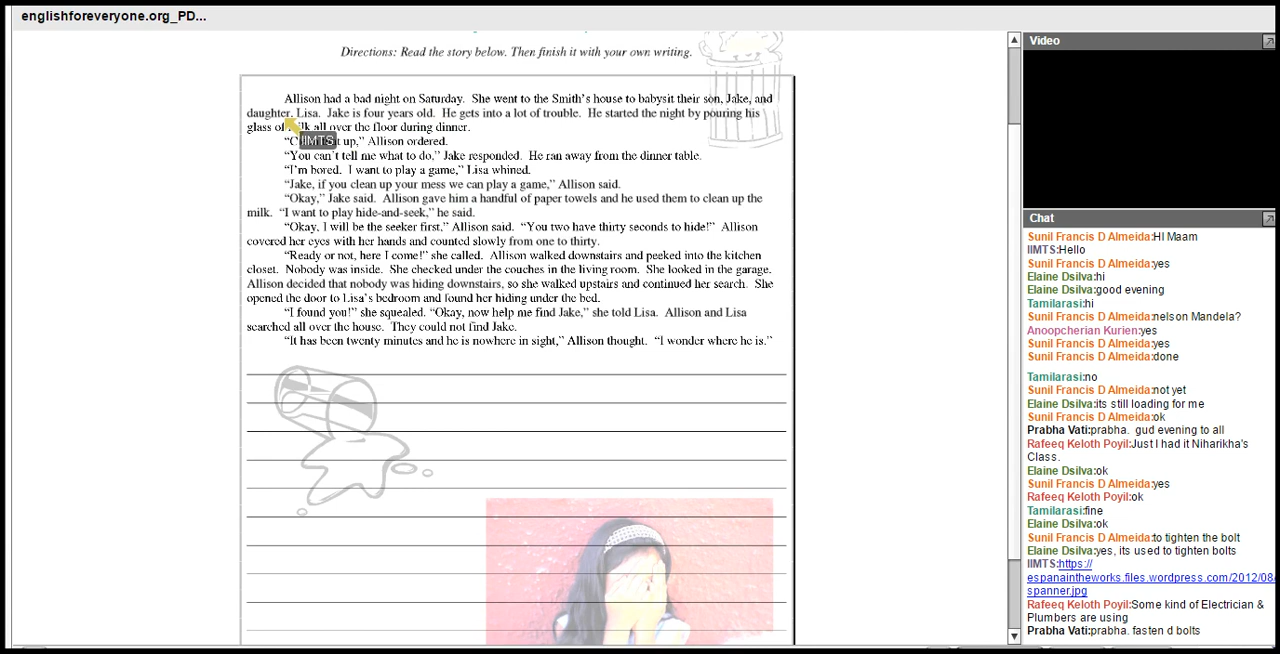 englishforeveryone.org_PD...
Directions: Read the story below. Then finish it with your own writing.
Allison had a bad night on Saturday. She went to the Smith's house to babysit their son, Jake, and
daughter, Lisa. Jake is four years old. He gets into a lot of trouble. He started the night by pouring his
glass of milk all over the floor during dinner.
up,” Allison ordered.
IIMTS
“You can't tell me what to do,” Jake responded. He ran away from the dinner table.
“I'm bored. I want to play a game,” Lisa whined.
“Jake, if you clean up your mess we can play a game,” Allison said.
“Okay,” Jake said. Allison gave him a handful of paper towels and he used them to clean up the
milk. “I want to play hide-and-seek,” he said.
“Okay, I will be the seeker first,” Allison said. “You two have thirty seconds to hide!” Allison
covered her eyes with her hands and counted slowly from one to thirty.
“Ready or not, here I come!” she called. Allison walked downstairs and peeked into the kitchen
closet. Nobody was inside. She checked under the couches in the living room. She looked in the garage.
Allison decided that nobody was hiding downstairs, so she walked upstairs and continued her search. She
opened the door to Lisa's bedroom and found her hiding under the bed.
“I found you!” she squealed. “Okay, now help me find Jake,” she told Lisa. Allison and Lisa
searched all over the house. They could not find Jake.
“It has been twenty minutes and he is nowhere in sight,” Allison thought. “I wonder where he is.”
Video
Chat
Sunil Francis D Almeida:HI Maam
IIMTS:Hello
Sunil Francis D Almeida:yes
Elaine Dsilva:hi
Elaine Dsilva:good evening
Tamilarasi:hi
Sunil Francis D Almeida:nelson Mandela?
Anoopcherian Kurien:yes
Sunil Francis D Almeida:yes
Sunil Francis D Almeida:done
Tamilarasi:no
Sunil Francis D Almeida:not yet
Elaine Dsilva:its still loading for me
Sunil Francis D Almeida:ok
Prabha Vati:prabha. gud evening to all
Rafeeq Keloth Poyil:Just I had it Niharikha's
Class.
Elaine Dsilva:ok
Sunil Francis D Almeida:yes
Rafeeq Keloth Poyil:ok
Tamilarasi:fine
Elaine Dsilva:ok
Sunil Francis D Almeida:to tighten the bolt
Elaine Dsilva:yes, its used to tighten bolts
IIMTS:https://
espanaintheworks.files.wordpress.com/2012/08/
spanner.jpg
Rafeeq Keloth Poyil:Some kind of Electrician &
Plumbers are using
Prabha Vati:prabha. fasten d bolts